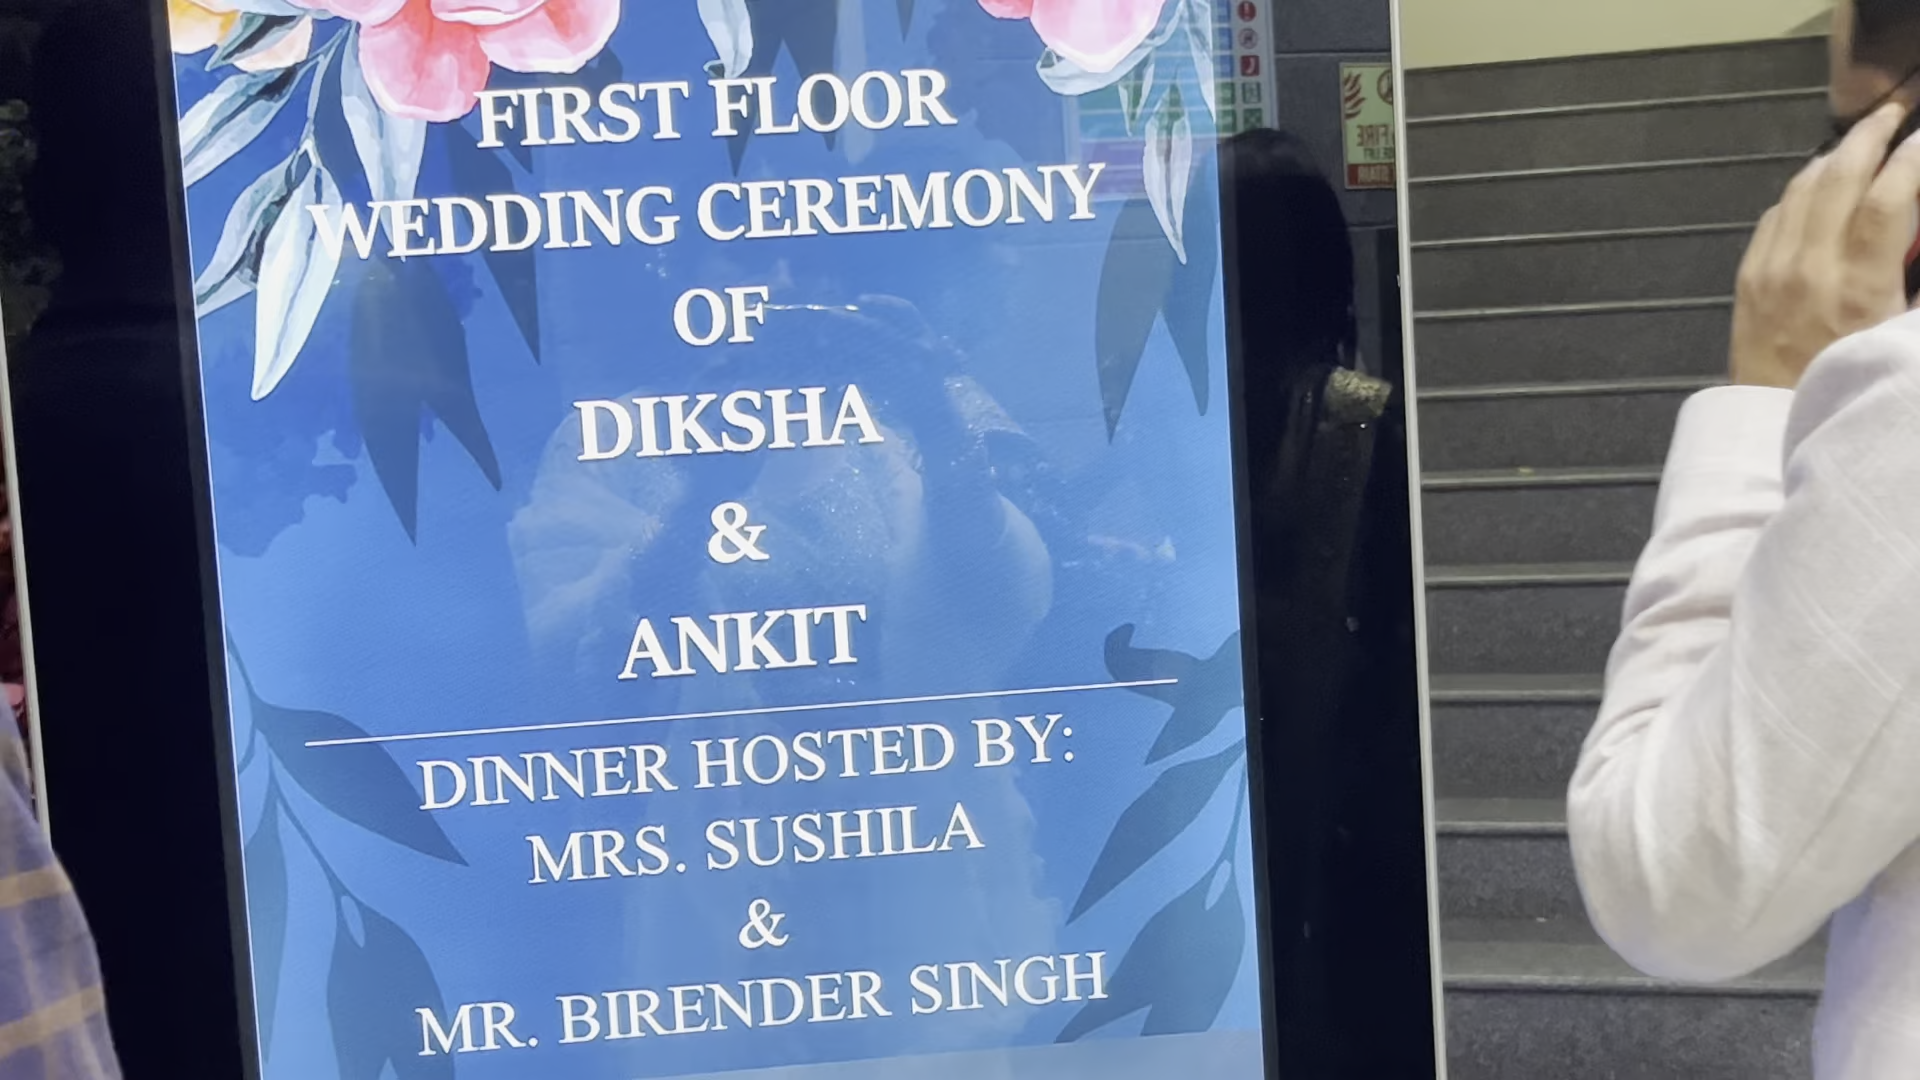 FIRST FLOOR
WEDDING CEREMONY
OF
DIKSHA
&
ANKIT
DINNER HOSTED BY:
MRS. SUSHILA
&
MR. BIRENDER SINGH